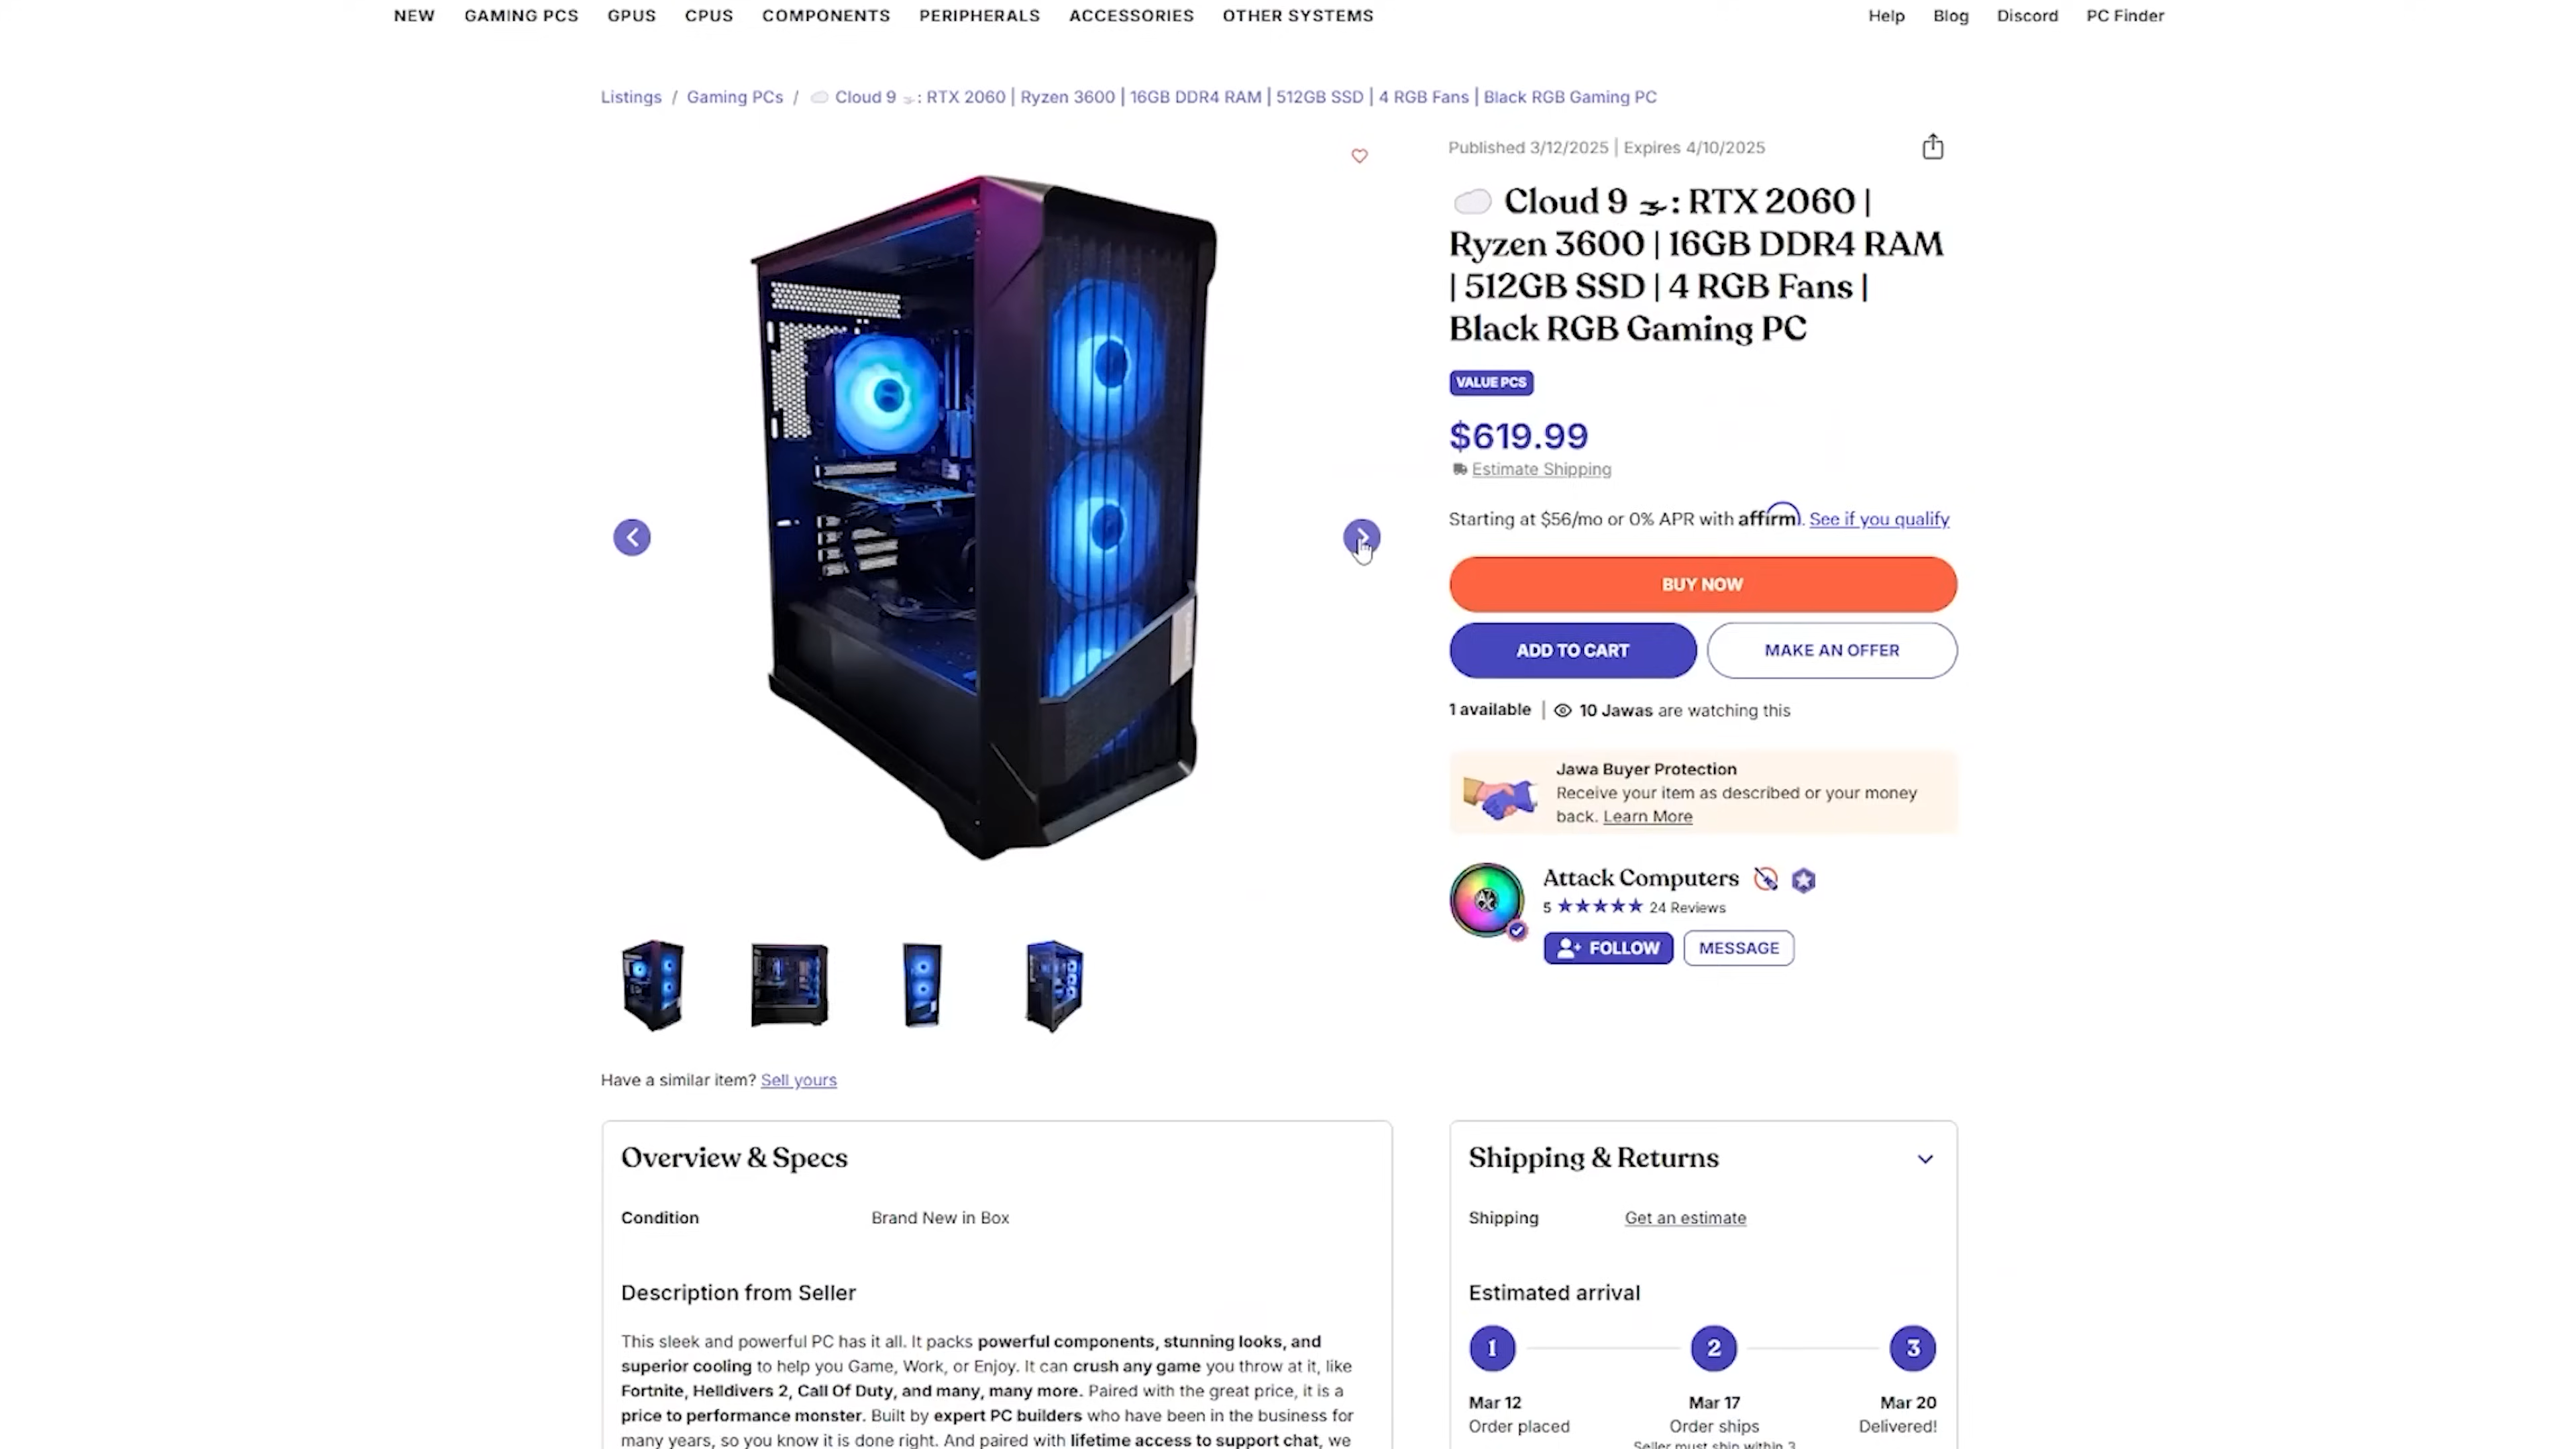 NEW GAMING PCS GPUS CPUS COMPONENTS PERIPHERALS ACCESSORIES OTHER SYSTEMS Help Blog Discord PC Finder
Listings / Gaming PCs / Cloud 9 : RTX 2060 | Ryzen 3600 | 16GB DDR4 RAM | 512GB SSD | 4 RGB Fans | Black RGB Gaming PC
Published 3/12/2025 | Expires 4/10/2025
Cloud 9 : RTX 2060 |
Ryzen 3600 | 16GB DDR4 RAM
| 512GB SSD | 4 RGB Fans |
Black RGB Gaming PC
VALUE PCS
$619.99
Estimate Shipping
Starting at $56/mo or 0% APR with affirm. See if you qualify
BUY NOW
ADD TO CART
MAKE AN OFFER
1 available | 10 Jawas are watching this
Jawa Buyer Protection
Receive your item as described or your money
back. Learn More
Attack Computers
5 ★★★★★ 24 Reviews
FOLLOW
MESSAGE
Have a similar item? Sell yours
Overview & Specs
Condition Brand New in Box
Description from Seller
This sleek and powerful PC has it all. It packs powerful components, stunning looks, and
superior cooling to help you Game, Work, or Enjoy. It can crush any game you throw at it, like
Fortnite, Helldivers 2, Call Of Duty, and many, many more. Paired with the great price, it is a
price to performance monster. Built by expert PC builders who have been in the business for
many years, so you know it is done right. And paired with lifetime access to support chat, we
Shipping & Returns
Shipping Get an estimate
Estimated arrival
1 2 3
Mar 12 Mar 17 Mar 20
Order placed Order ships Delivered!
Seller must ship within 3